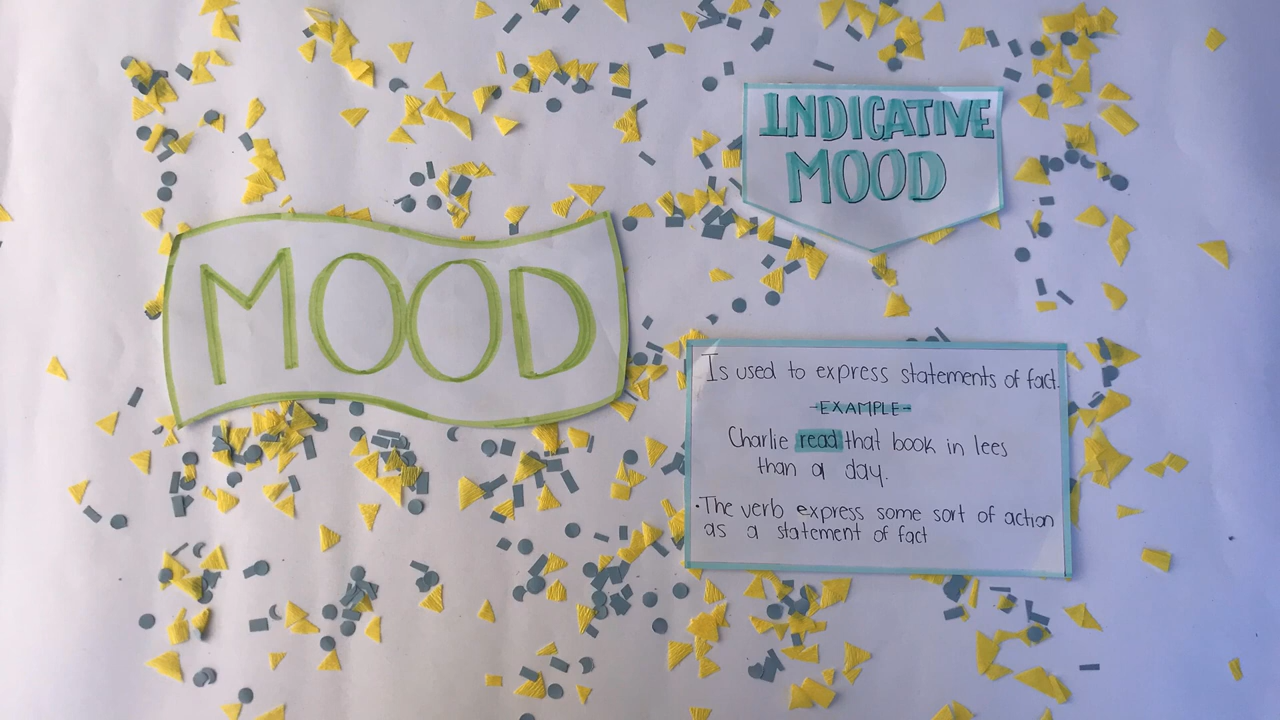 MOOD
INDICATIVE
MOOD
Is used to express statements of fact.
-EXAMPLE-
Charlie read that book in lees
than a day.
•The verb express some sort of action
as a statement of fact